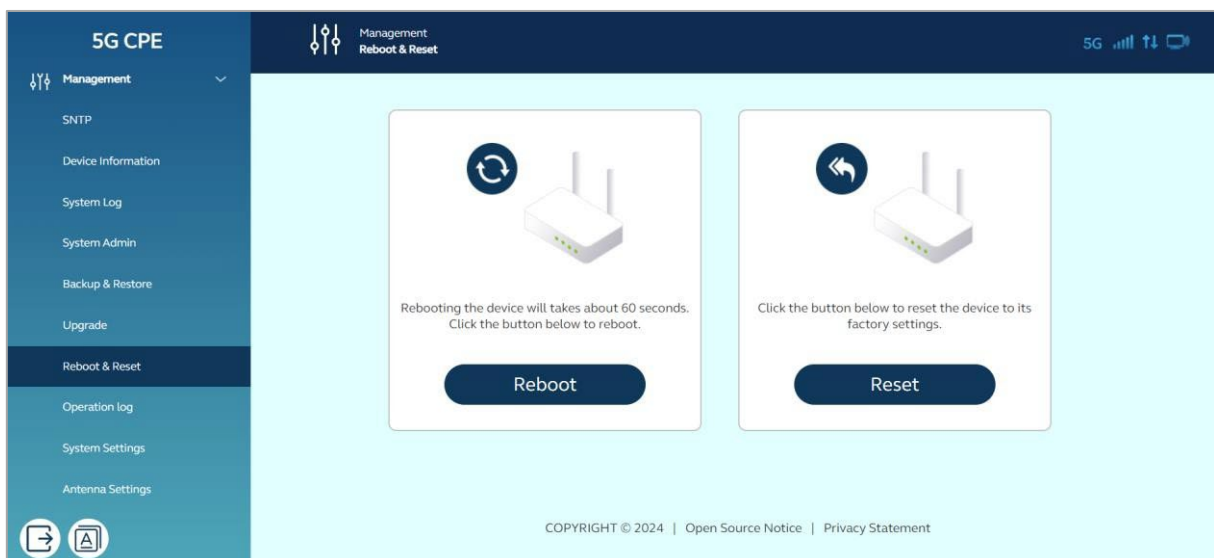 5G CPE
Management
SNTP
Device Information
System Log
System Admin
Backup & Restore
Upgrade
Reboot & Reset
Operation log
System Settings
Antenna Settings
A
Management
Reboot & Reset
5G
Rebooting the device will takes about 60 seconds.
Click the button below to reboot.
Reboot
Click the button below to reset the device to its
factory settings.
Reset
COPYRIGHT © 2024 | Open Source Notice | Privacy Statement